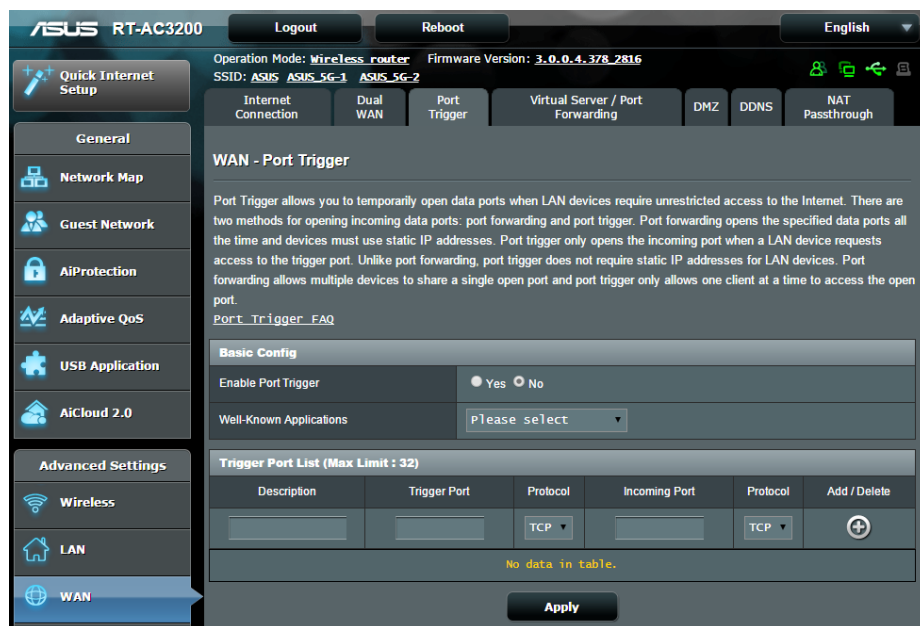 ASUS RT-AC3200 Logout Reboot English
Operation Mode: Wireless router Firmware Version: 3.0.0.4.378_2816
SSID: ASUS ASUS_5G-1 ASUS_5G-2
Quick Internet
Setup
General
Network Map
Guest Network
AiProtection
Adaptive QoS
USB Application
AiCloud 2.0
Advanced Settings
Wireless
LAN
WAN
Internet
Connection
Dual
WAN
Port
Trigger
Virtual Server / Port
Forwarding
DMZ
DDNS
NAT
Passthrough
WAN - Port Trigger
Port Trigger allows you to temporarily open data ports when LAN devices require unrestricted access to the Internet. There are
two methods for opening incoming data ports: port forwarding and port trigger. Port forwarding opens the specified data ports all
the time and devices must use static IP addresses. Port trigger only opens the incoming port when a LAN device requests
access to the trigger port. Unlike port forwarding, port trigger does not require static IP addresses for LAN devices. Port
forwarding allows multiple devices to share a single open port and port trigger only allows one client at a time to access the open
port.
Port Trigger FAQ
Basic Config
Enable Port Trigger Yes No
Well-Known Applications Please select
Trigger Port List (Max Limit : 32)
Description Trigger Port Protocol Incoming Port Protocol Add / Delete
TCP TCP
No data in table.
Apply